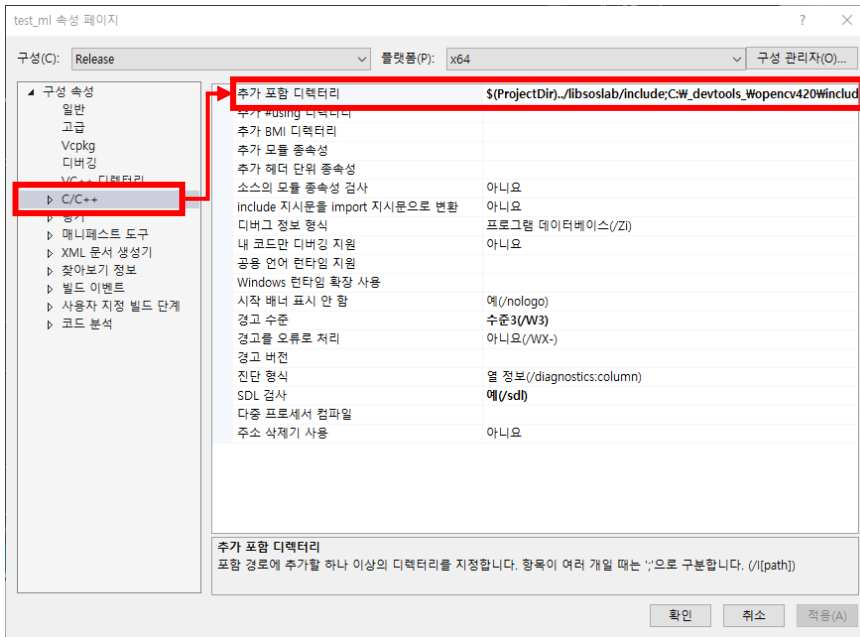 test_ml 속성 페이지
?
구성(C): Release 플랫폼(P): x64 구성 관리자(O)...
구성 속성
일반
고급
Vcpkg
디버깅
VC++ 디렉터리
C/C++
링커
매니페스트 도구
XML 문서 생성기
찾아보기 정보
빌드 이벤트
사용자 지정 빌드 단계
코드 분석
추가 포함 디렉터리 $(ProjectDir)../libsoslab/include;C:₩_devtools_₩opencv420₩includ
추가 #using 디렉터리
추가 BMI 디렉터리
추가 모듈 종속성
추가 헤더 단위 종속성
소스의 모듈 종속성 검사 아니요
include 지시문을 import 지시문으로 변환 아니요
디버그 정보 형식 프로그램 데이터베이스(/Zi)
내 코드만 디버깅 지원 아니요
공용 언어 런타임 지원
Windows 런타임 확장 사용
시작 배너 표시 안 함 예(/nologo)
경고 수준 수준3(/W3)
경고를 오류로 처리 아니요(/WX-)
경고 버전
진단 형식 열 정보(/diagnostics:column)
SDL 검사 예(/sdl)
다중 프로세서 컴파일
주소 삭제기 사용 아니요
추가 포함 디렉터리
포함 경로에 추가할 하나 이상의 디렉터리를 지정합니다. 항목이 여러 개일 때는 ';'으로 구분합니다. (/I[path])
확인 취소 적용(A)